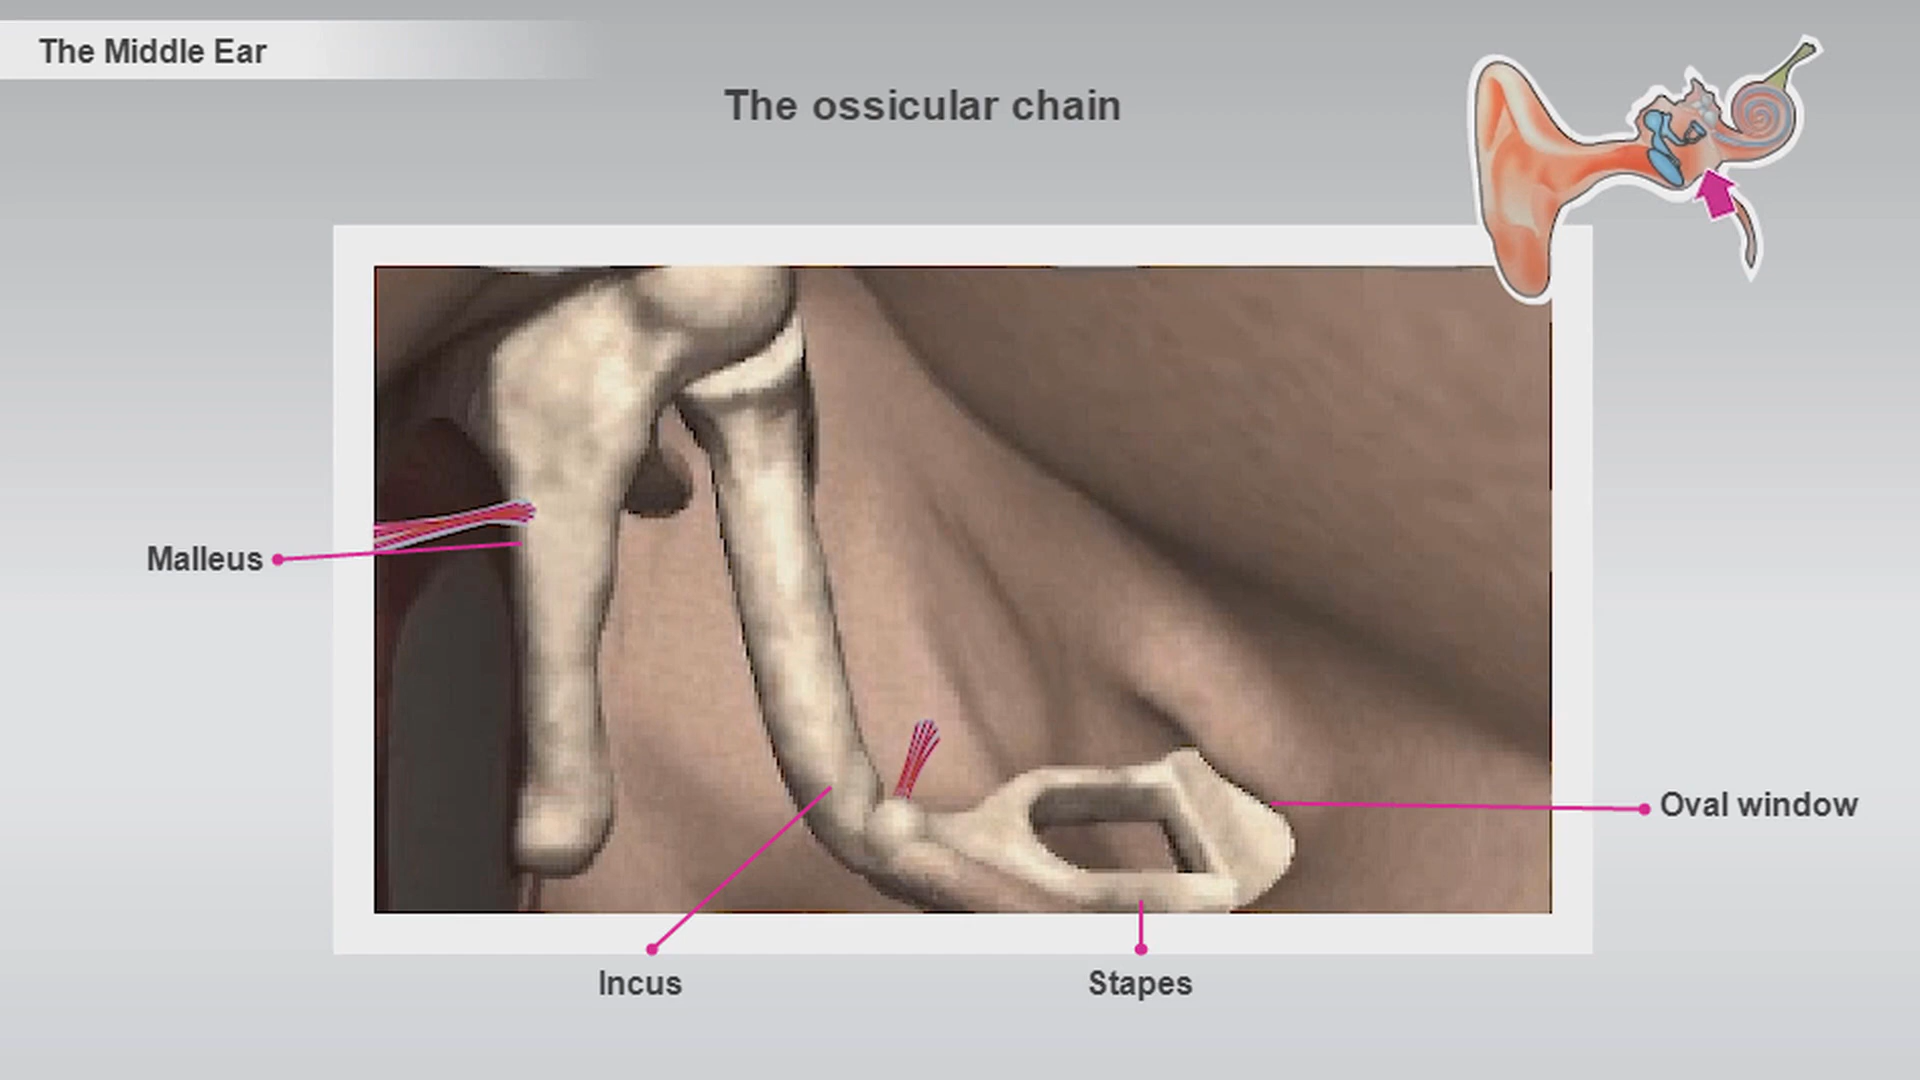 The Middle Ear
The ossicular chain
Malleus
Oval window
Incus
Stapes